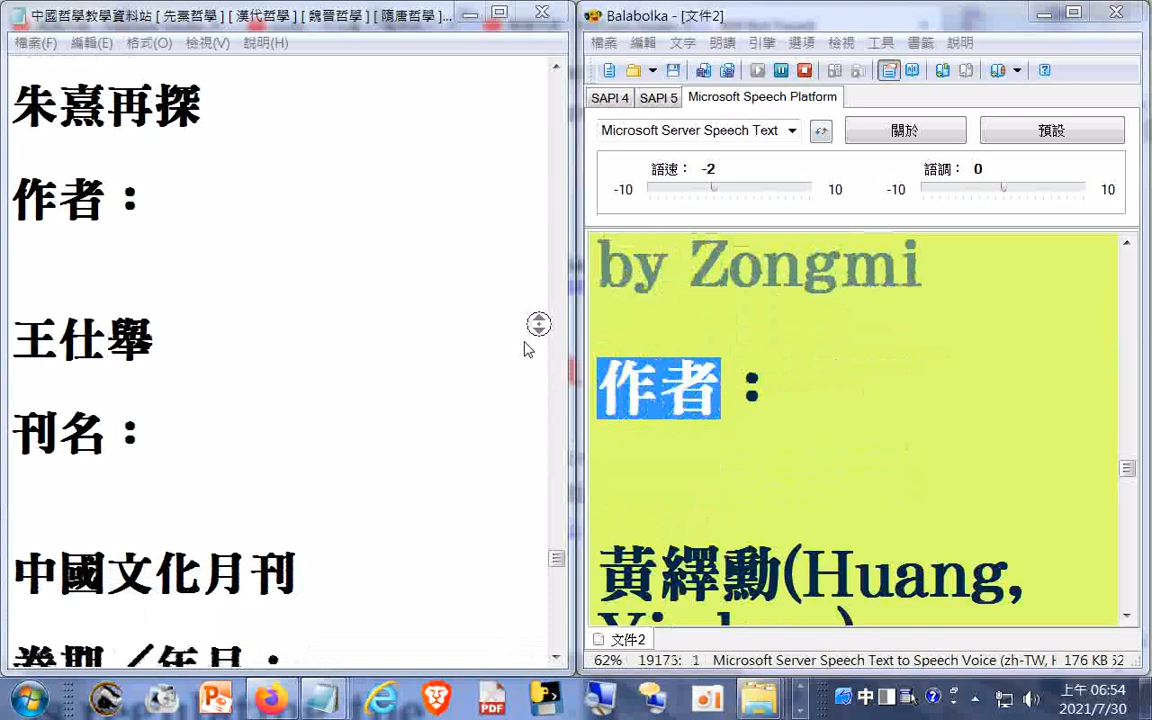 中國哲學教學資料站 [ 先秦哲學 ] [ 漢代哲學 ] [ 魏晉哲學 ] [ 隋唐哲學 ]...
檔案(F) 編輯(E) 格式(O) 檢視(V) 說明(H)
朱熹再探
作者：
王仕舉
刊名：
中國文化月刊
卷期／年月：
Balabolka - [文件2]
檔案 編輯 文字 朗讀 引擎 選項 檢視 工具 書籤 說明
SAPI 4 SAPI 5 Microsoft Speech Platform
Microsoft Server Speech Text 關於 預設
語速： -2 語調： 0
-10 10 -10 10
by Zongmi
作者：
黃繹勳(Huang,
文件2
62% 19173: 1 Microsoft Server Speech Text to Speech Voice (zh-TW, H 176 KB
中
上午 06:54
2021/7/30